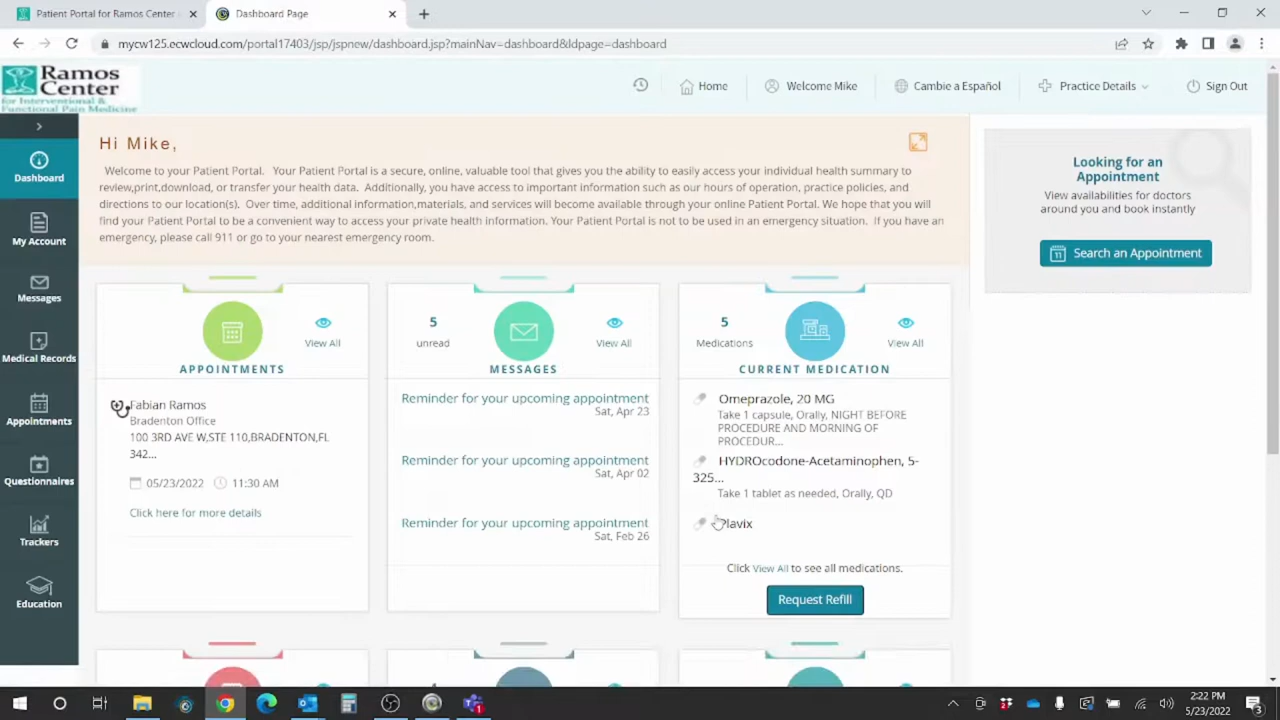 Patient Portal for Ramos Center
Dashboard Page
mycw125.ecwcloud.com/portal17403/jsp/jspnew/dashboard.jsp?mainNav=dashboard&ldpage=dashboard
Ramos
Center
for Interventional &
Functional Pain Medicine
Home
Welcome Mike
Cambie a Español
Practice Details
Sign Out
Dashboard
My Account
Messages
Medical Records
Appointments
Questionnaires
Trackers
Education
Hi Mike,
Welcome to your Patient Portal. Your Patient Portal is a secure, online, valuable tool that gives you the ability to easily access your individual health summary to
review,print,download, or transfer your health data. Additionally, you have access to important information such as our hours of operation, practice policies, and
directions to our location(s). Over time, additional information,materials, and services will become available through your online Patient Portal. We hope that you will
find your Patient Portal to be a convenient way to access your private health information. Your Patient Portal is not to be used in an emergency situation. If you have an
emergency, please call 911 or go to your nearest emergency room.
Looking for an
Appointment
View availabilities for doctors
around you and book instantly
11 Search an Appointment
View All
APPOINTMENTS
Fabian Ramos
Bradenton Office
100 3RD AVE W,STE 110,BRADENTON,FL
342...
05/23/2022 11:30 AM
Click here for more details
5
unread
View All
MESSAGES
Reminder for your upcoming appointment
Sat, Apr 23
Reminder for your upcoming appointment
Sat, Apr 02
Reminder for your upcoming appointment
Sat, Feb 26
5
Medications
View All
CURRENT MEDICATION
Omeprazole, 20 MG
Take 1 capsule, Orally, NIGHT BEFORE
PROCEDURE AND MORNING OF
PROCEDUR...
HYDROcodone-Acetaminophen, 5-
325...
Take 1 tablet as needed, Orally, QD
Plavix
Click View All to see all medications.
Request Refill
2:22 PM
5/23/2022
1
3